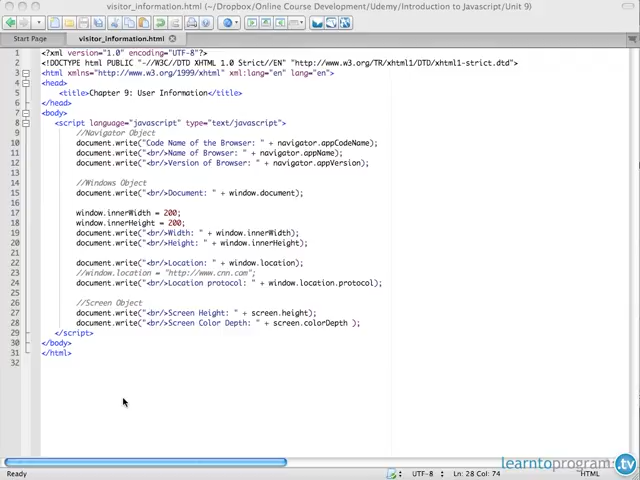 visitor_information.html (~/Dropbox/Online Course Development/Udemy/Introduction to Javascript/Unit 9)
Start Page visitor_information.html
1 <?xml version="1.0" encoding="UTF-8"?>
2 <!DOCTYPE html PUBLIC "-//W3C//DTD XHTML 1.0 Strict//EN" "http://www.w3.org/TR/xhtml1/DTD/xhtml1-strict.dtd">
3 <html xmlns="http://www.w3.org/1999/xhtml" xml:lang="en" lang="en">
4 <head>
5 <title>Chapter 9: User Information</title>
6 </head>
7 <body>
8 <script language="javascript" type="text/javascript">
9 //Navigator Object
10 document.write("Code Name of the Browser: " + navigator.appCodeName);
11 document.write("<br/>Name of Browser: " + navigator.appName);
12 document.write("<br/>Version of Browser: " + navigator.appVersion);
13
14 //Windows Object
15 document.write("<br/>Document: " + window.document);
16
17 window.innerWidth = 200;
18 window.innerHeight = 200;
19 document.write("<br/>Width: " + window.innerWidth);
20 document.write("<br/>Height: " + window.innerHeight);
21
22 document.write("<br/>Location: " + window.location);
23 //window.location = "http://www.cnn.com";
24 document.write("<br/>Location protocol: " + window.location.protocol);
25
26 //Screen Object
27 document.write("<br/>Screen Height: " + screen.height);
28 document.write("<br/>Screen Color Depth: " + screen.colorDepth );
29 </script>
30 </body>
31 </html>
32
learntoprogram.tv
Ready UTF-8 Ln: 28 Col: 74 HTML